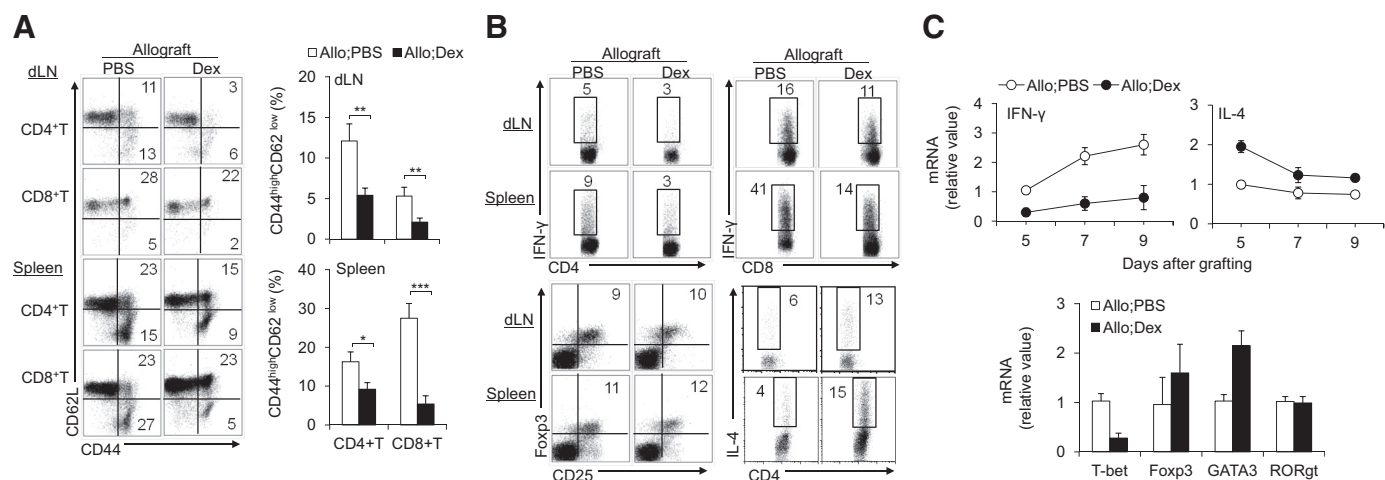 A
Allograft
PBS Dex
dLN
11 3
CD4+T
13 6
28 22
CD8+T
5 2
Spleen
23 15
CD4+T
15 9
23 23
CD8+T
27 5
CD62L
CD44
Allo;PBS Allo;Dex
dLN
CD44highCD62 low (%)
20
15
10
5
0
**
**
Spleen
CD44highCD62 low (%)
40
30
20
10
0
*
***
CD4+T CD8+T
B
Allograft
PBS Dex
dLN
5 3
Spleen
9 3
IFN-γ
CD4
Allograft
PBS Dex
16 11
41 14
IFN-γ
CD8
dLN
9 10
Spleen
11 12
Foxp3
CD25
6 13
4 15
IL-4
CD4
C
Allo;PBS Allo;Dex
mRNA
(relative value)
IFN-γ
4
3
2
1
0
5 7 9
IL-4
3
2
1
0
5 7 9
Days after grafting
mRNA
(relative value)
3
2
1
0
Allo;PBS
Allo;Dex
T-bet Foxp3 GATA3 RORgt